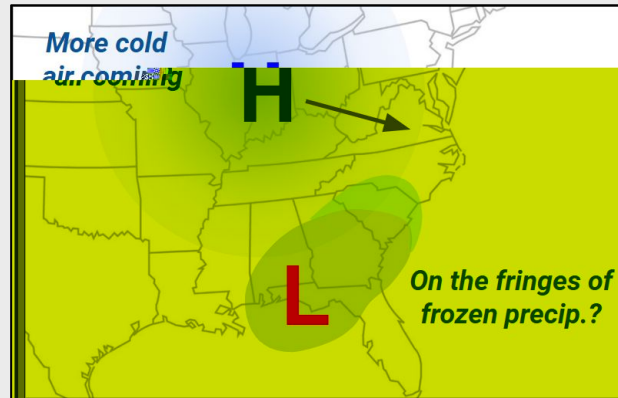 More cold
air coming
H
L
On the fringes of
frozen precip.?